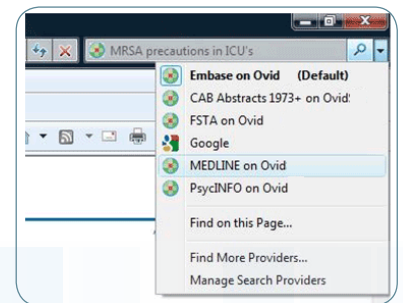 MRSA precautions in ICU's
Embase on Ovid (Default)
CAB Abstracts 1973+ on Ovid
FSTA on Ovid
Google
MEDLINE on Ovid
PsycINFO on Ovid
Find on this Page...
Find More Providers...
Manage Search Providers